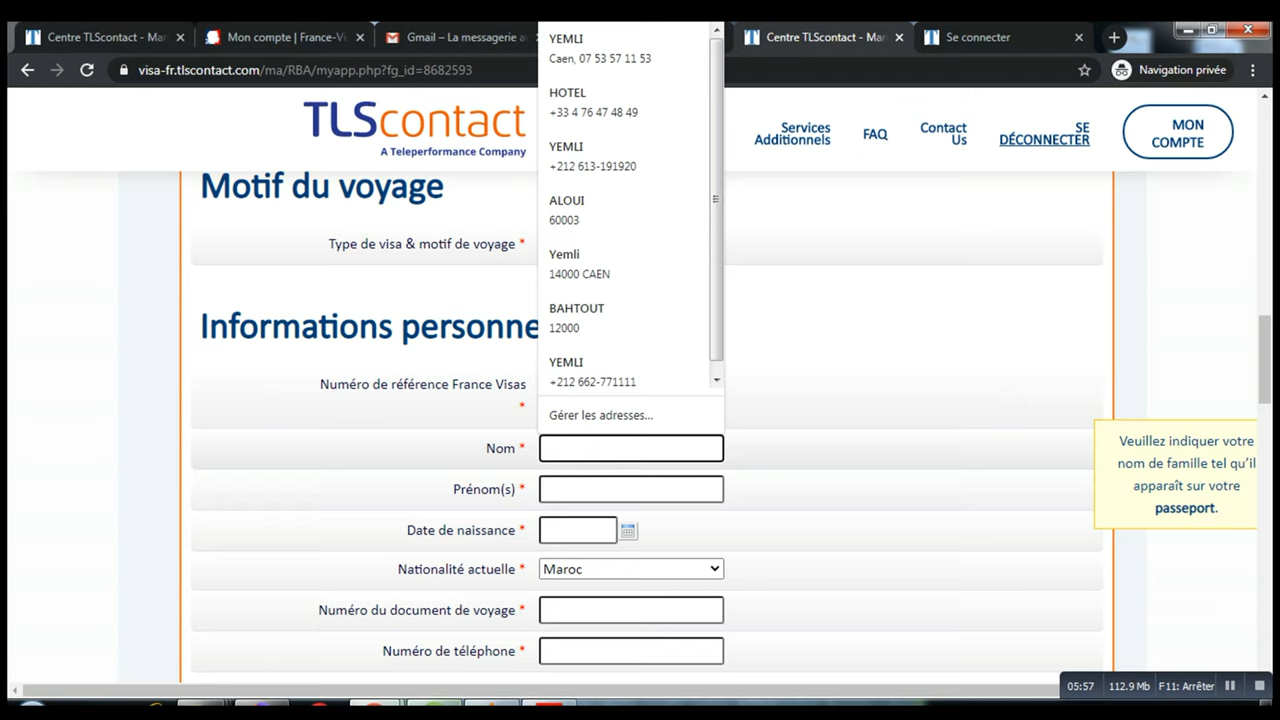 Centre TLScontact – Mar
Mon compte | France-Vi
Gmail – La messagerie a
Centre TLScontact – Mar
Se connecter
visa-fr.tlscontact.com/ma/RBA/myapp.php?fg_id=8682593
Navigation privée
TLScontact
A Teleperformance Company
Services Additionnels
FAQ
Contact Us
SE DÉCONNECTER
MON COMPTE
Motif du voyage
Type de visa & motif de voyage *
Informations personne
Numéro de référence France Visas *
YEMLI
Caen, 07 53 57 11 53
HOTEL
+33 4 76 47 48 49
YEMLI
+212 613-191920
ALOUI
60003
Yemli
14000 CAEN
BAHTOUT
12000
YEMLI
+212 662-771111
Gérer les adresses...
Nom *
Prénom(s) *
Date de naissance *
Nationalité actuelle *
Maroc
Numéro du document de voyage *
Numéro de téléphone *
Veuillez indiquer votre
nom de famille tel qu'il
apparaît sur votre
passeport.
05:57
112.9 Mb
F11: Arrêter